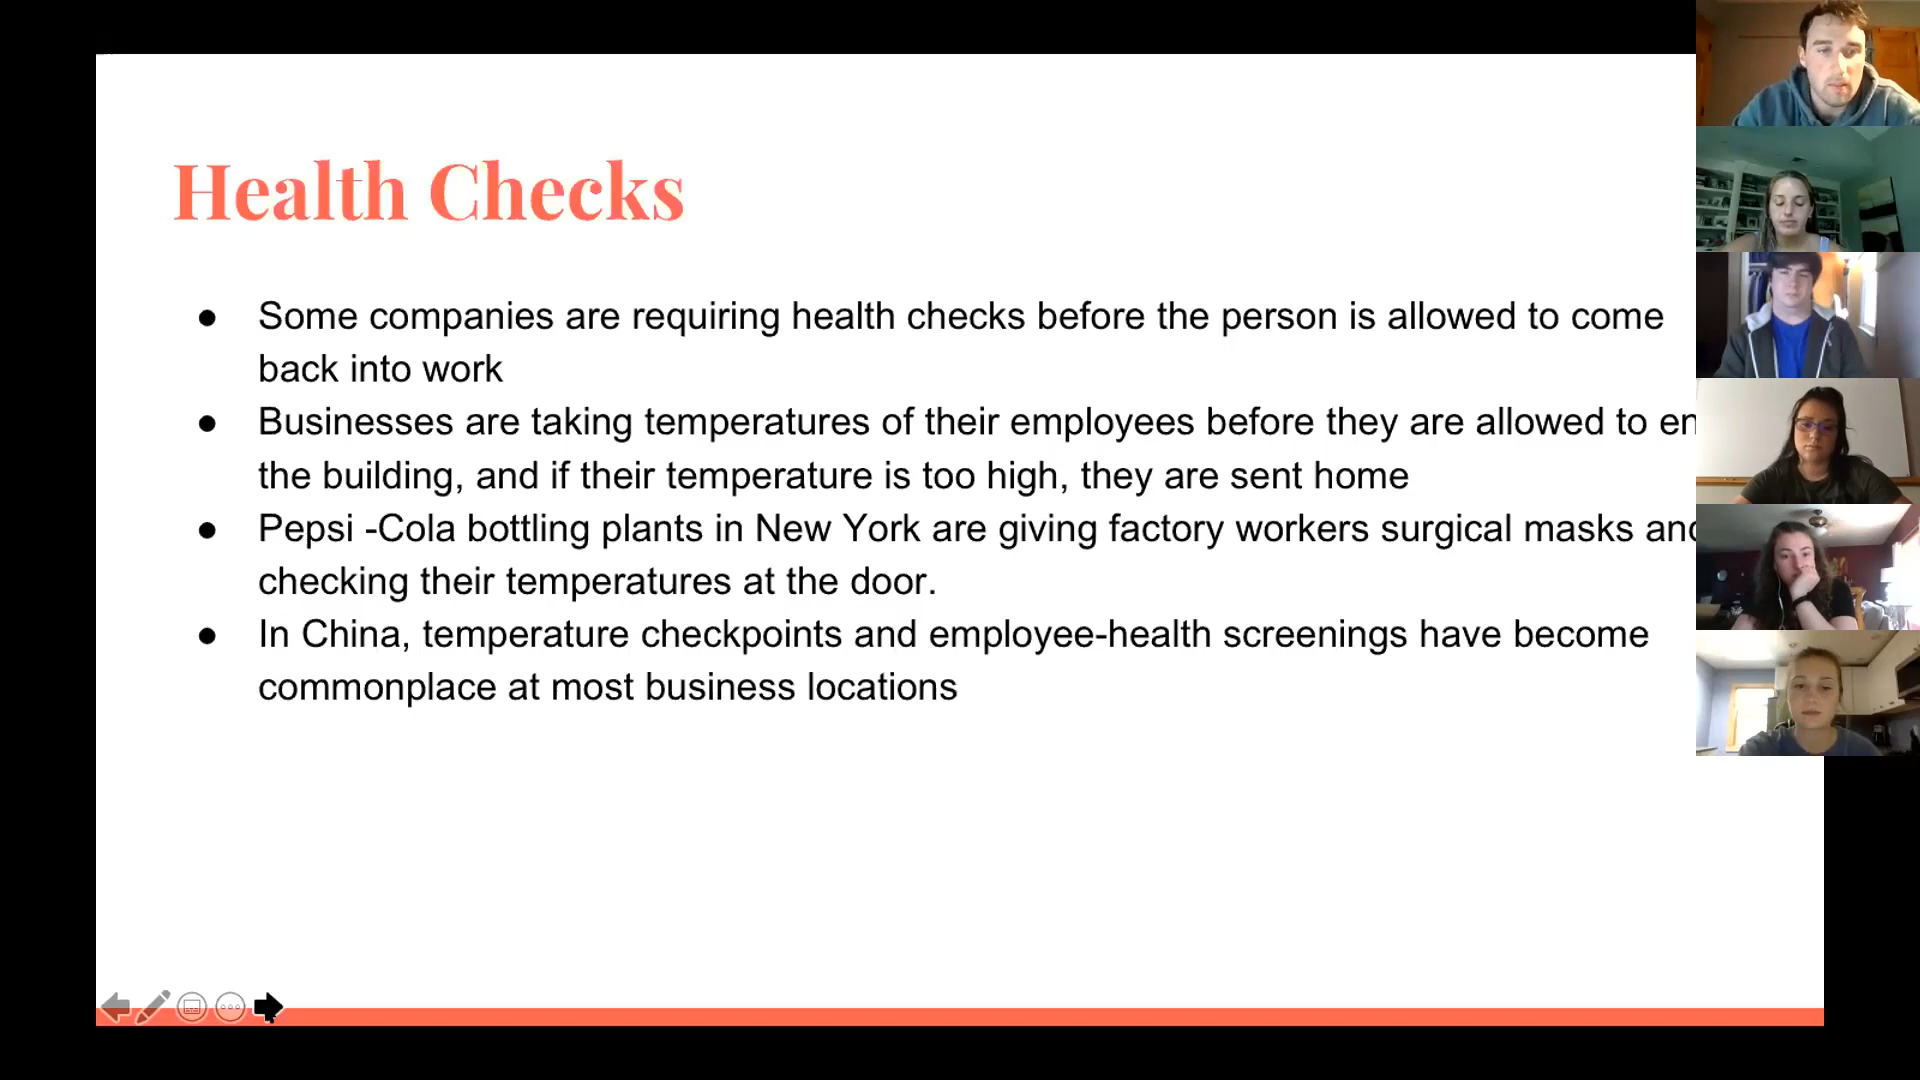 Health Checks
● Some companies are requiring health checks before the person is allowed to come
back into work
● Businesses are taking temperatures of their employees before they are allowed to
the building, and if their temperature is too high, they are sent home
● Pepsi -Cola bottling plants in New York are giving factory workers surgical masks and
checking their temperatures at the door.
● In China, temperature checkpoints and employee-health screenings have become
commonplace at most business locations